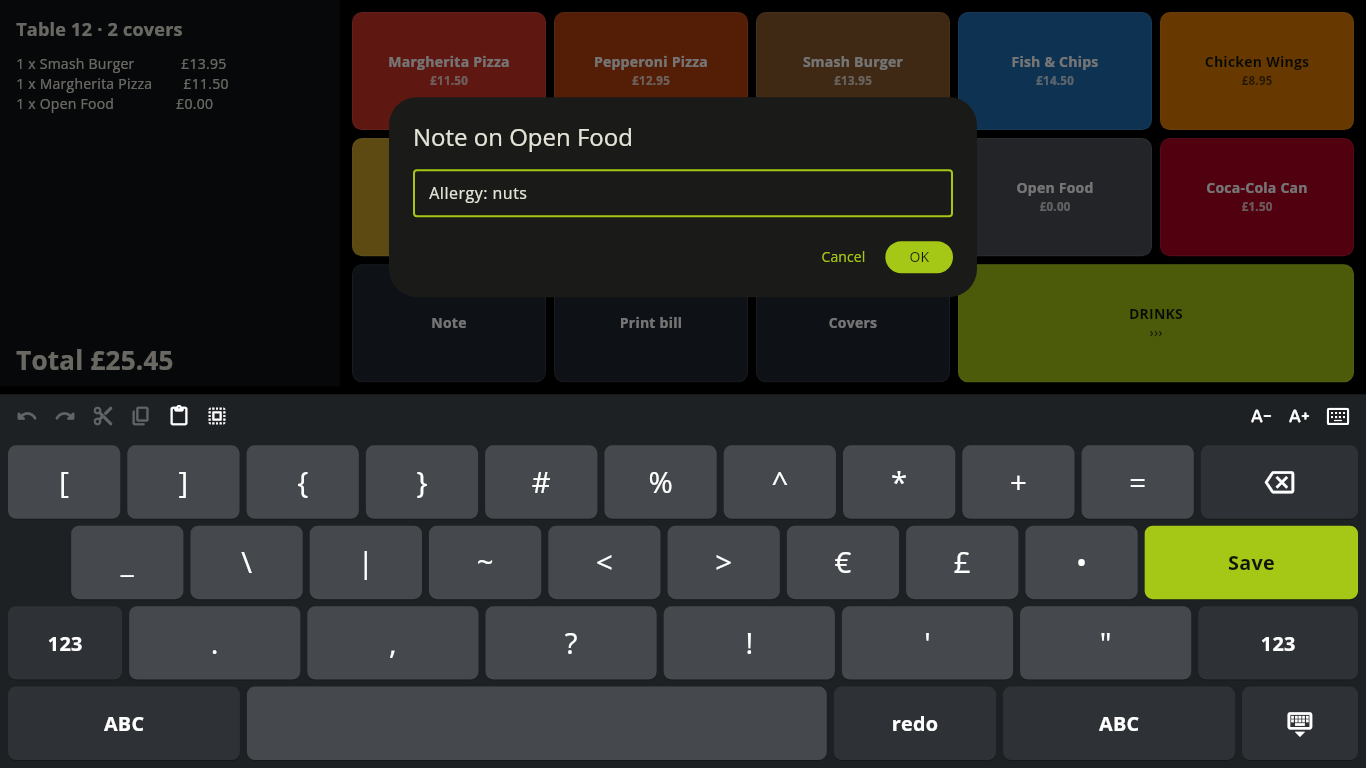 Table 12 · 2 covers
1 x Smash Burger £13.95
1 x Margherita Pizza £11.50
1 x Open Food £0.00
Total £25.45
Margherita Pizza
£11.50
Pepperoni Pizza
£12.95
Smash Burger
£13.95
Fish & Chips
£14.50
Chicken Wings
£8.95
Open Food
£0.00
Coca-Cola Can
£1.50
Note
Print bill
Covers
DRINKS
›››
Note on Open Food
Allergy: nuts
Cancel OK
A− A+
[ ] { } # % ^ * + =
_ \ | ~ < > € £ • Save
123 . , ? ! ' " 123
ABC redo ABC